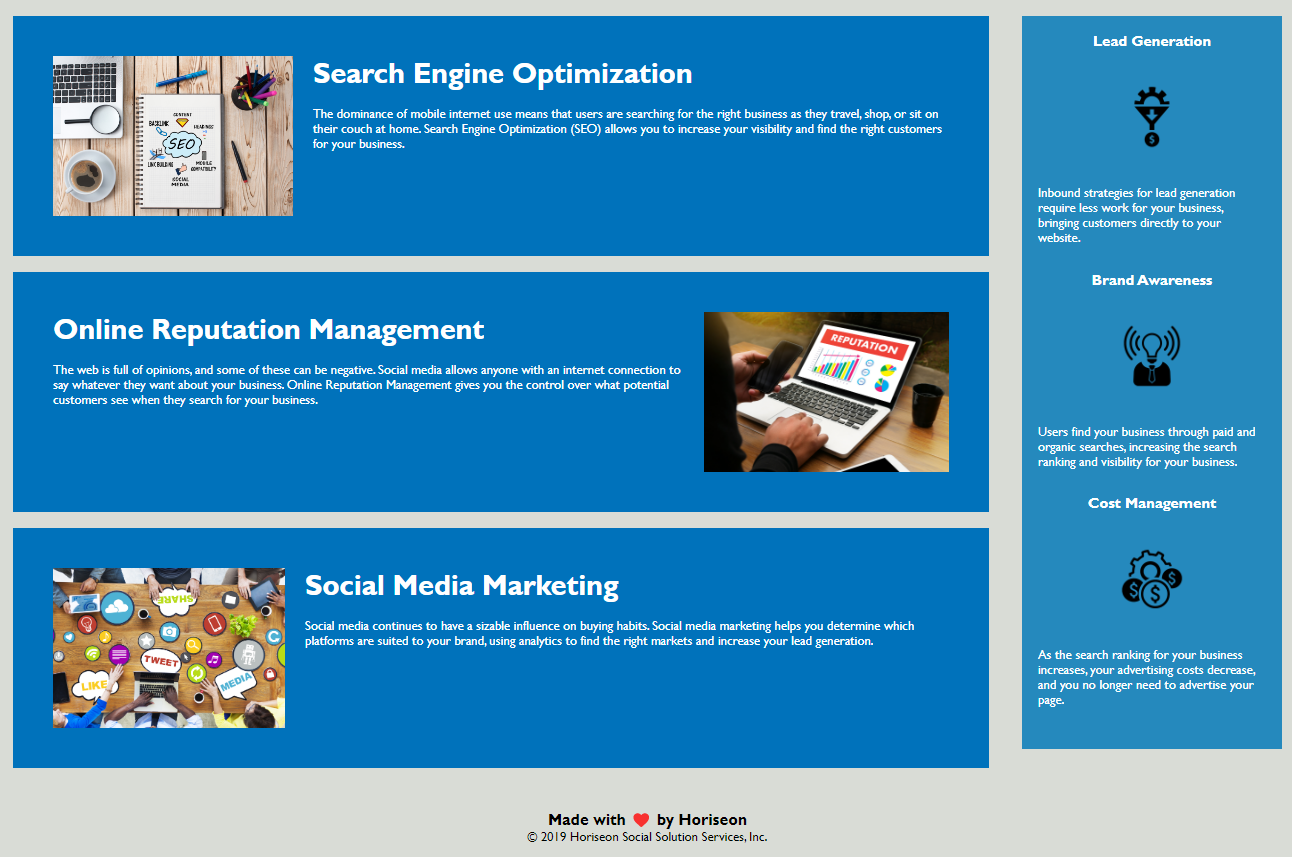 Search Engine Optimization
The dominance of mobile internet use means that users are searching for the right business as they travel, shop, or sit on
their couch at home. Search Engine Optimization (SEO) allows you to increase your visibility and find the right customers
for your business.
CONTENT
BACKLINK
HEADINGS
SEO
LINK BUILDING
MOBILE
COMPATIBILITY
SOCIAL
MEDIA
Online Reputation Management
The web is full of opinions, and some of these can be negative. Social media allows anyone with an internet connection to
say whatever they want about your business. Online Reputation Management gives you the control over what potential
customers see when they search for your business.
REPUTATION
Social Media Marketing
Social media continues to have a sizable influence on buying habits. Social media marketing helps you determine which
platforms are suited to your brand, using analytics to find the right markets and increase your lead generation.
SHARE
TWEET
LIKE
MEDIA
Lead Generation
$
Inbound strategies for lead generation
require less work for your business,
bringing customers directly to your
website.
Brand Awareness
Users find your business through paid and
organic searches, increasing the search
ranking and visibility for your business.
Cost Management
$ $ $
As the search ranking for your business
increases, your advertising costs decrease,
and you no longer need to advertise your
page.
Made with ❤️ by Horiseon
© 2019 Horiseon Social Solution Services, Inc.